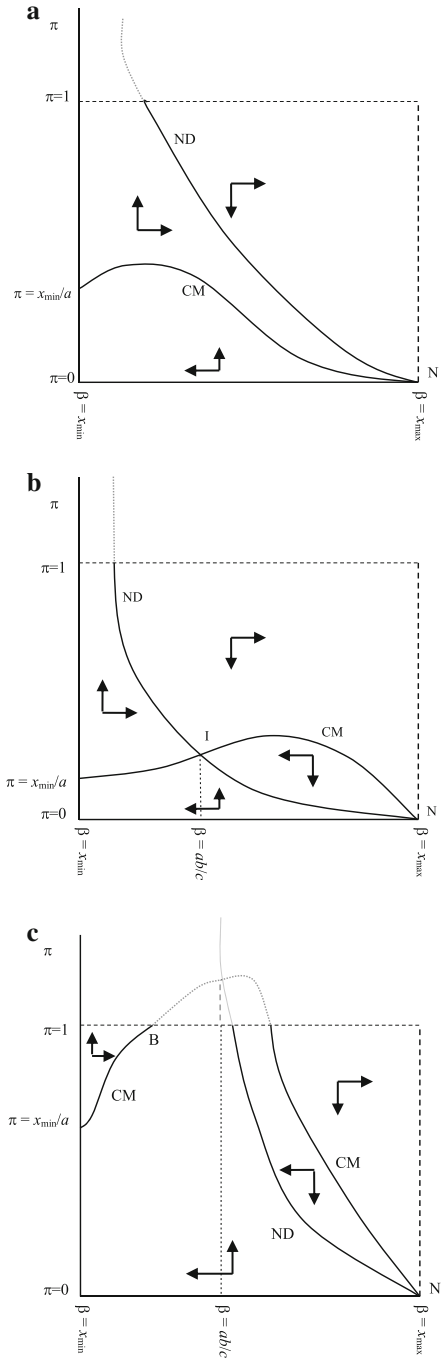 a
π
π=1
ND
CM
π = x_min/a
π=0
N
β = x_min
β = x_max
b
π
π=1
ND
I
CM
π = x_min/a
π=0
N
β = x_min
β = ab/c
β = x_max
c
π
π=1
B
CM
π = x_min/a
CM
ND
π=0
N
β = x_min
β = ab/c
β = x_max